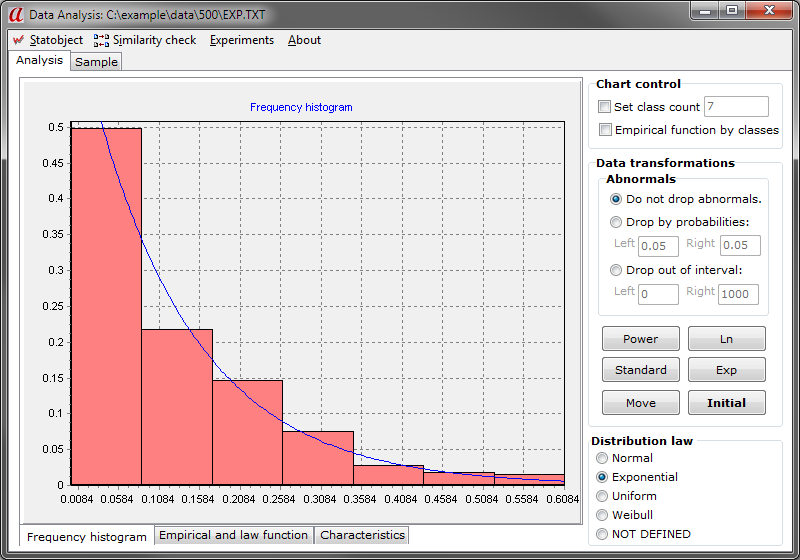 a Data Analysis: C:\example\data\500\EXP.TXT
Statobject Similarity check Experiments About
Analysis Sample
Frequency histogram
0.5
0.45
0.4
0.35
0.3
0.25
0.2
0.15
0.1
0.05
0
0.0084 0.0584 0.1084 0.1584 0.2084 0.2584 0.3084 0.3584 0.4084 0.4584 0.5084 0.5584 0.6084
Frequency histogram Empirical and law function Characteristics
Chart control
Set class count 7
Empirical function by classes
Data transformations
Abnormals
Do not drop abnormals.
Drop by probabilities:
Left 0.05 Right 0.05
Drop out of interval:
Left 0 Right 1000
Power Ln
Standard Exp
Move Initial
Distribution law
Normal
Exponential
Uniform
Weibull
NOT DEFINED